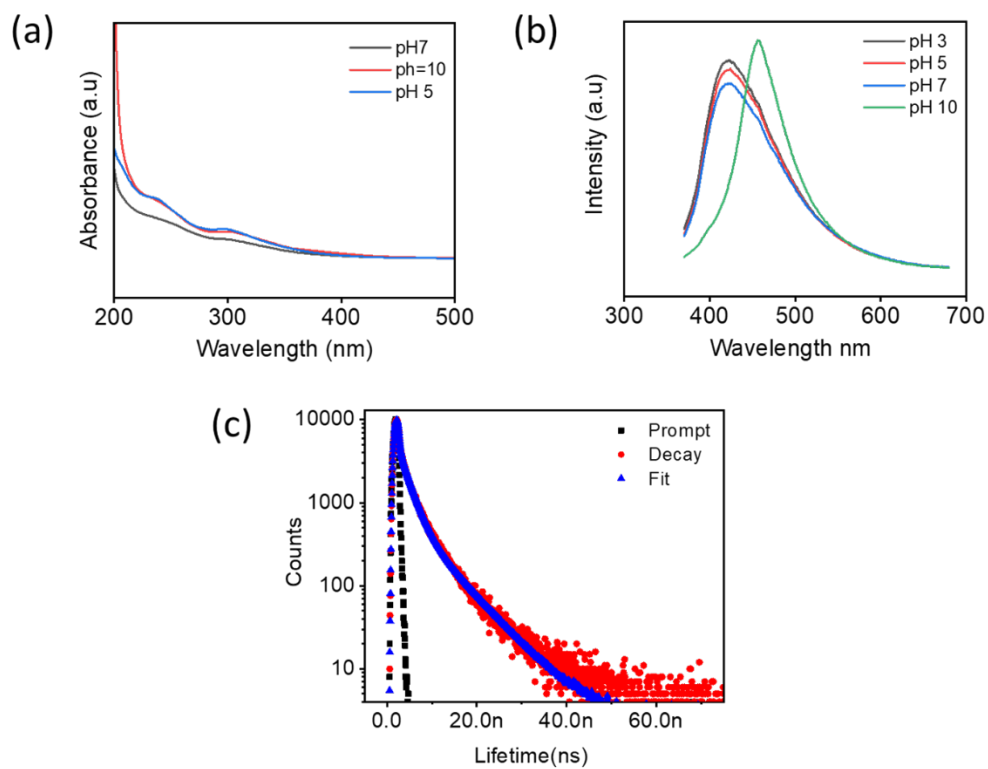 (a)
Absorbance (a.u)
pH7
ph=10
pH 5
200
300
400
500
Wavelength (nm)
(b)
Intensity (a.u)
pH 3
pH 5
pH 7
pH 10
300
400
500
600
700
Wavelength nm
(c)
Counts
10000
1000
100
10
Prompt
Decay
Fit
0.0
20.0n
40.0n
60.0n
Lifetime(ns)